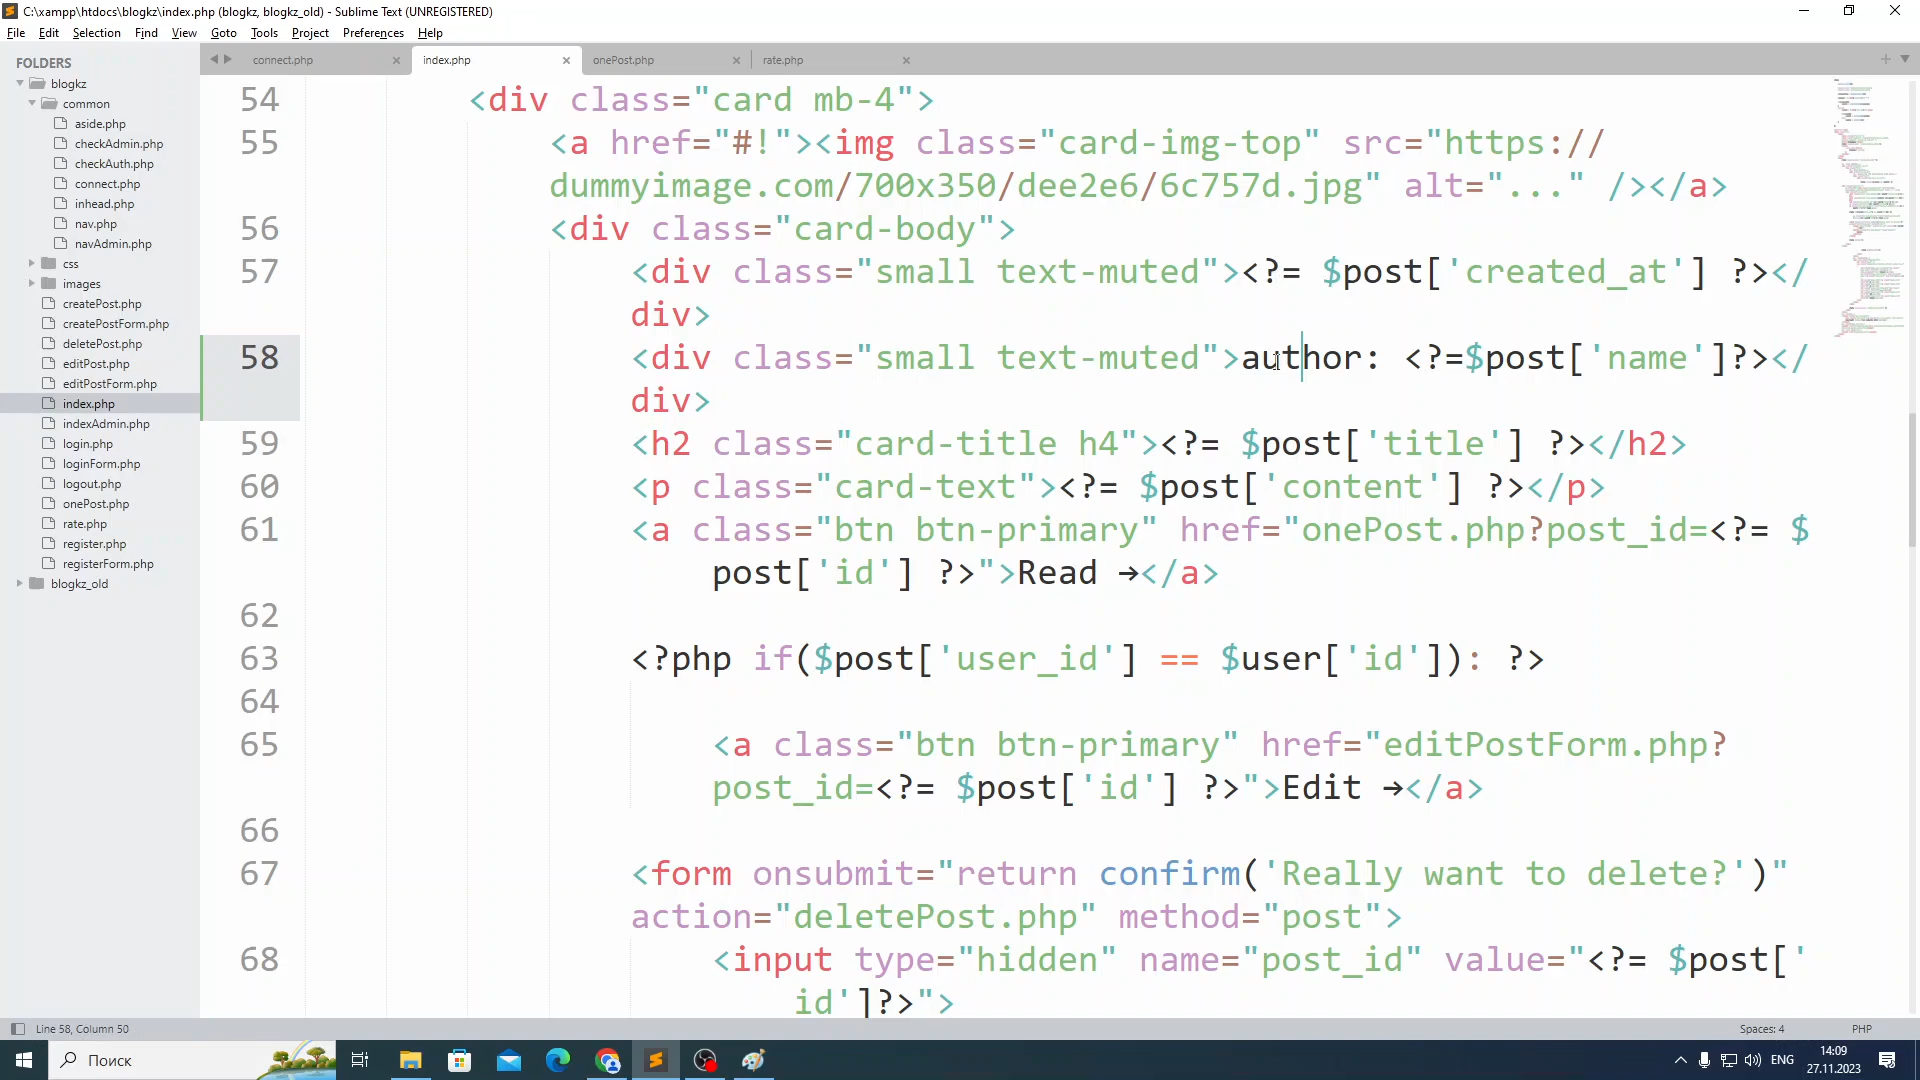 C:\xampp\htdocs\blogkz\index.php (blogkz, blogkz_old) - Sublime Text (UNREGISTERED)
File Edit Selection Find View Goto Tools Project Preferences Help
FOLDERS
blogkz
common
aside.php
checkAdmin.php
checkAuth.php
connect.php
inhead.php
nav.php
navAdmin.php
css
images
createPost.php
createPostForm.php
deletePost.php
editPost.php
editPostForm.php
index.php
indexAdmin.php
login.php
loginForm.php
logout.php
onePost.php
rate.php
register.php
registerForm.php
blogkz_old
connect.php index.php onePost.php rate.php
54 <div class="card mb-4">
55 <a href="#!"><img class="card-img-top" src="https://
dummyimage.com/700x350/dee2e6/6c757d.jpg" alt="..." /></a>
56 <div class="card-body">
57 <div class="small text-muted"><?= $post['created_at'] ?></
div>
58 <div class="small text-muted">author: <?=$post['name']?></
div>
59 <h2 class="card-title h4"><?= $post['title'] ?></h2>
60 <p class="card-text"><?= $post['content'] ?></p>
61 <a class="btn btn-primary" href="onePost.php?post_id=<?= $
post['id'] ?>">Read →</a>
62
63 <?php if($post['user_id'] == $user['id']): ?>
64
65 <a class="btn btn-primary" href="editPostForm.php?
post_id=<?= $post['id'] ?>">Edit →</a>
66
67 <form onsubmit="return confirm('Really want to delete?')"
action="deletePost.php" method="post">
68 <input type="hidden" name="post_id" value="<?= $post['
id']?>">
Line 58, Column 50
Spaces: 4
PHP
Поиск
ENG
14:09
27.11.2023